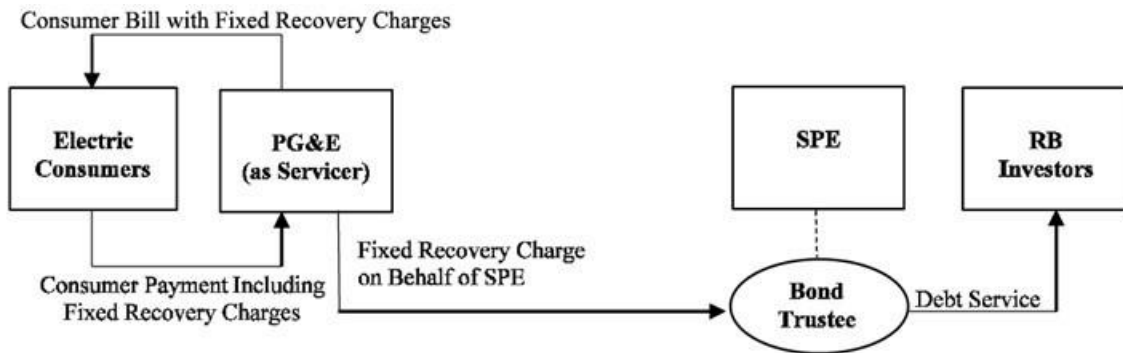 Consumer Bill with Fixed Recovery Charges
Electric
Consumers
PG&E
(as Servicer)
SPE
RB
Investors
Consumer Payment Including
Fixed Recovery Charges
Fixed Recovery Charge
on Behalf of SPE
Bond
Trustee
Debt Service